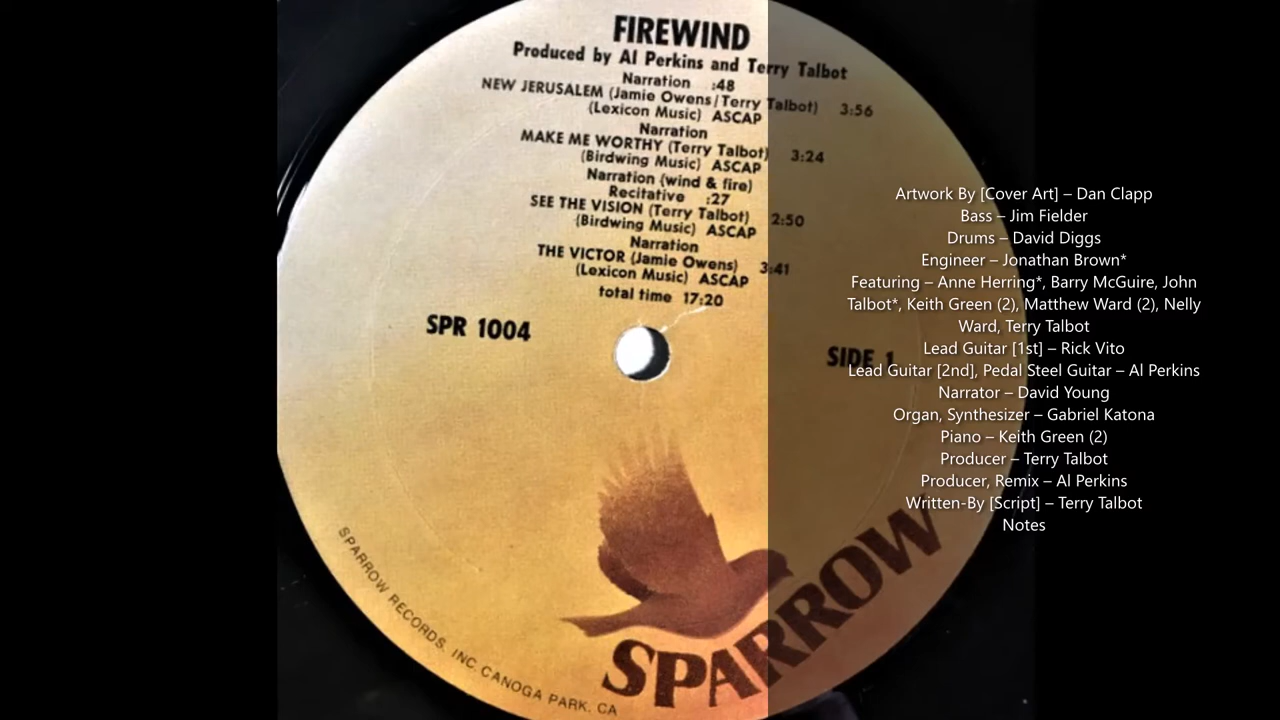 FIREWIND
Produced by Al Perkins and Terry Talbot
Narration :48
NEW JERUSALEM (Jamie Owens/Terry Talbot) 3:56
(Lexicon Music) ASCAP
Narration
MAKE ME WORTHY (Terry Talbot) 3:24
(Birdwing Music) ASCAP
Narration (wind & fire)
Recitative :27
SEE THE VISION (Terry Talbot) 2:50
(Birdwing Music) ASCAP
Narration
THE VICTOR (Jamie Owens) 3:41
(Lexicon Music) ASCAP
total time 17:20
SPR 1004
SIDE 1
SPARROW
SPARROW RECORDS, INC. CANOGA PARK, CA
Artwork By [Cover Art] – Dan Clapp
Bass – Jim Fielder
Drums – David Diggs
Engineer – Jonathan Brown*
Featuring – Anne Herring*, Barry McGuire, John
Talbot*, Keith Green (2), Matthew Ward (2), Nelly
Ward, Terry Talbot
Lead Guitar [1st] – Rick Vito
Lead Guitar [2nd], Pedal Steel Guitar – Al Perkins
Narrator – David Young
Organ, Synthesizer – Gabriel Katona
Piano – Keith Green (2)
Producer – Terry Talbot
Producer, Remix – Al Perkins
Written-By [Script] – Terry Talbot
Notes